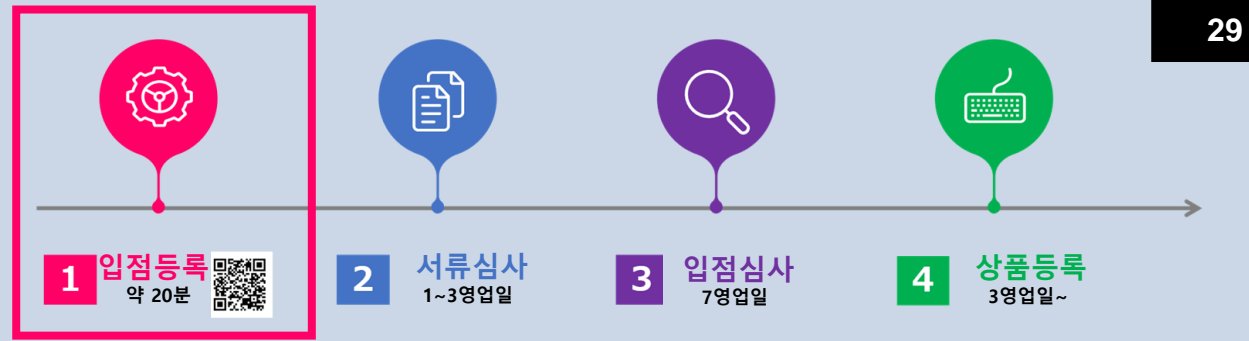 29
1 입점등록
약 20분
2 서류심사
1~3영업일
3 입점심사
7영업일
4 상품등록
3영업일~